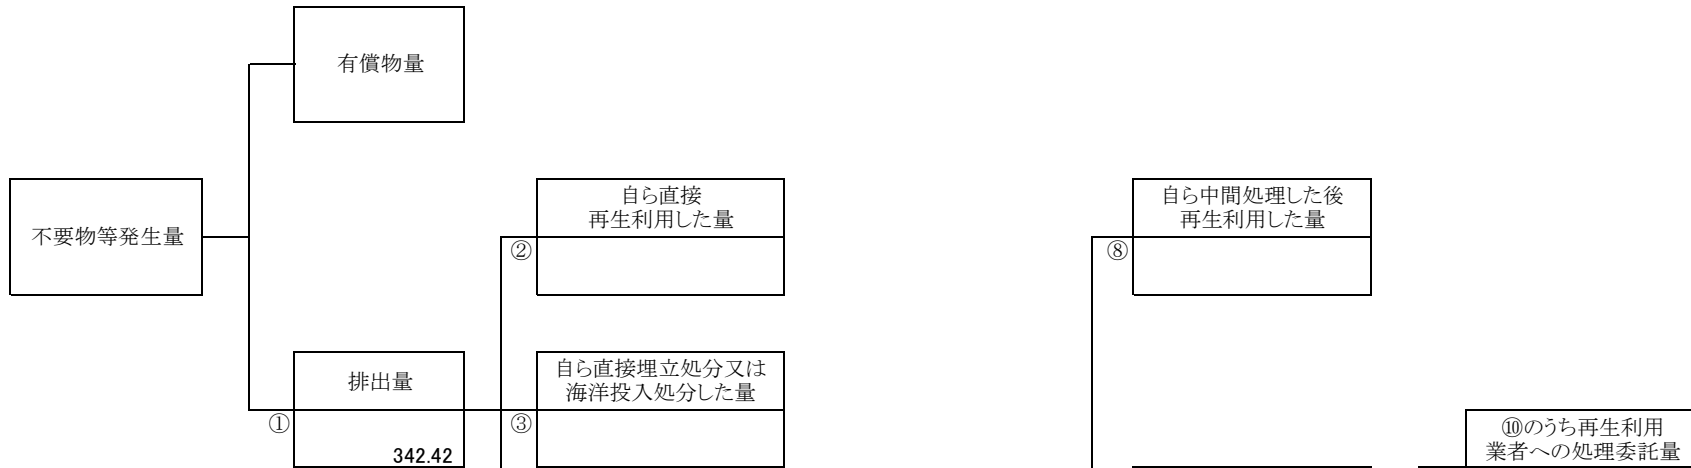 有償物量
不要物等発生量
自ら直接
再生利用した量
②
自ら中間処理した後
再生利用した量
⑧
排出量
①
342.42
自ら直接埋立処分又は
海洋投入処分した量
③
⑩のうち再生利用
業者への処理委託量